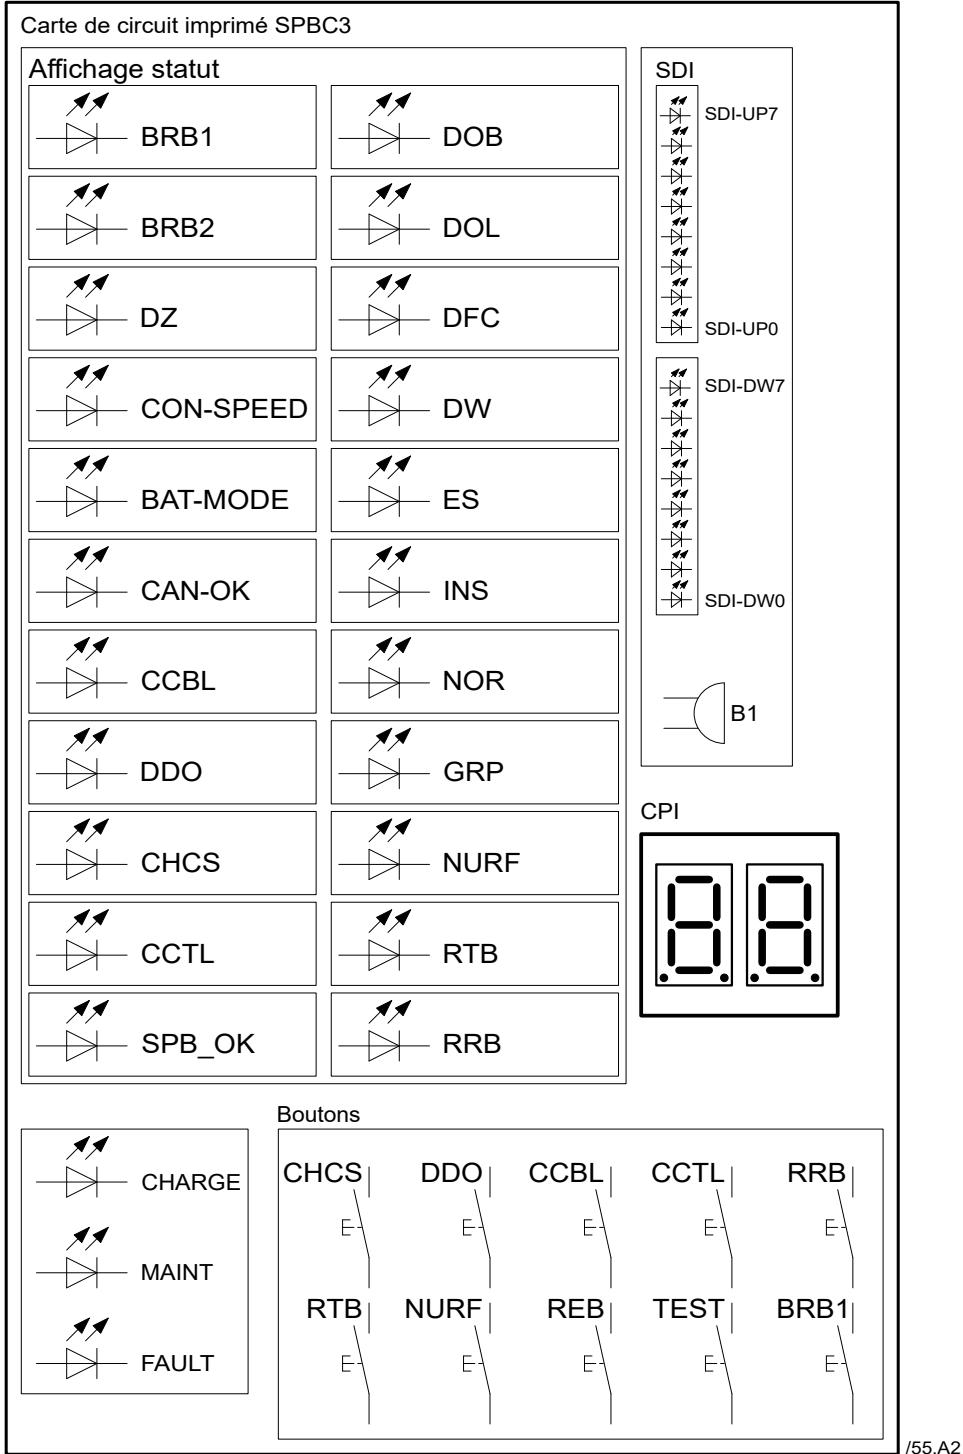 Carte de circuit imprimé SPBC3
Affichage statut
BRB1
DOB
BRB2
DOL
DZ
DFC
CON-SPEED
DW
BAT-MODE
ES
CAN-OK
INS
CCBL
NOR
DDO
GRP
CHCS
NURF
CCTL
RTB
SPB_OK
RRB
SDI
SDI-UP7
SDI-UP0
SDI-DW7
SDI-DW0
B1
CPI
8.8.
CHARGE
MAINT
FAULT
Boutons
CHCS DDO CCBL CCTL RRB
RTB NURF REB TEST BRB1
/55.A2